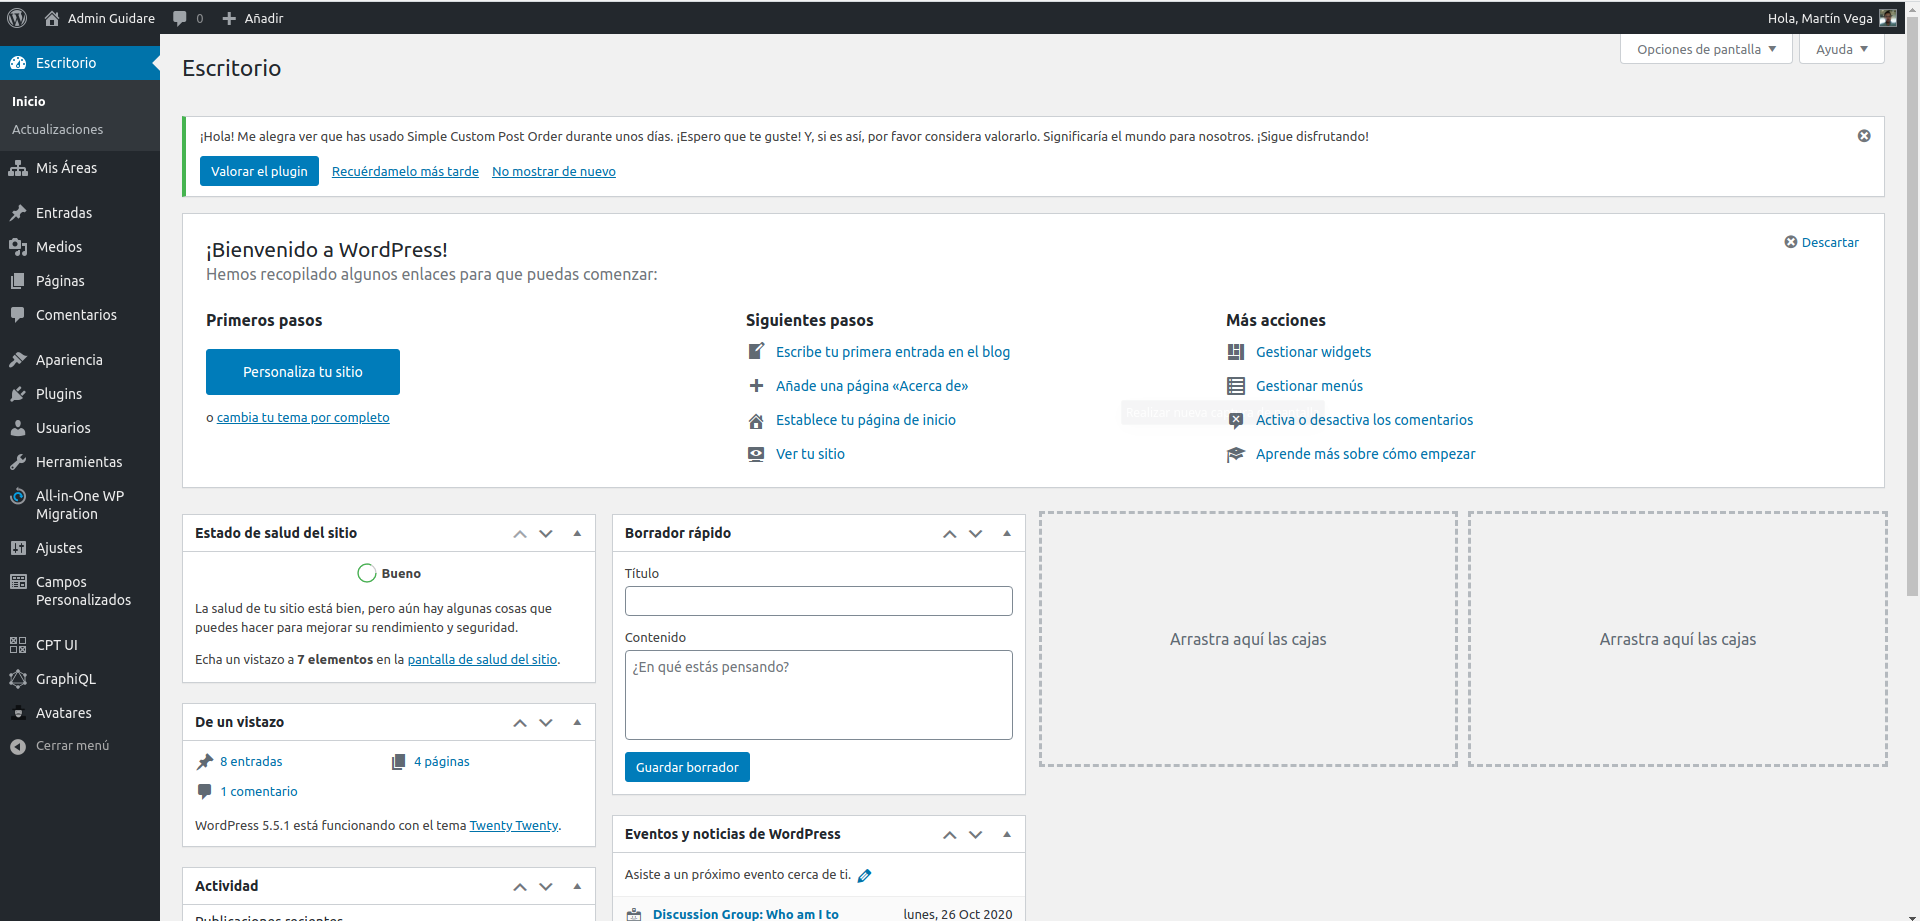 Admin Guidare
0
Añadir
Hola, Martín Vega
Escritorio
Inicio
Actualizaciones
Mis Áreas
Entradas
Medios
Páginas
Comentarios
Apariencia
Plugins
Usuarios
Herramientas
All-in-One WP
Migration
Ajustes
Campos
Personalizados
CPT UI
GraphiQL
Avatares
Cerrar menú
Opciones de pantalla
Ayuda
Escritorio
¡Hola! Me alegra ver que has usado Simple Custom Post Order durante unos días. ¡Espero que te guste! Y, si es así, por favor considera valorarlo. Significaría el mundo para nosotros. ¡Sigue disfrutando!
Valorar el plugin
Recuérdamelo más tarde
No mostrar de nuevo
¡Bienvenido a WordPress!
Descartar
Hemos recopilado algunos enlaces para que puedas comenzar:
Primeros pasos
Personaliza tu sitio
o cambia tu tema por completo
Siguientes pasos
Escribe tu primera entrada en el blog
Añade una página «Acerca de»
Establece tu página de inicio
Ver tu sitio
Más acciones
Gestionar widgets
Gestionar menús
Realizar nueva
Activa o desactiva los comentarios
Aprende más sobre cómo empezar
Estado de salud del sitio
Bueno
La salud de tu sitio está bien, pero aún hay algunas cosas que
puedes hacer para mejorar su rendimiento y seguridad.
Echa un vistazo a 7 elementos en la pantalla de salud del sitio.
De un vistazo
8 entradas
4 páginas
1 comentario
WordPress 5.5.1 está funcionando con el tema Twenty Twenty.
Actividad
Publicaciones recientes
Borrador rápido
Título
Contenido
¿En qué estás pensando?
Guardar borrador
Eventos y noticias de WordPress
Asiste a un próximo evento cerca de ti.
Discussion Group: Who am I to
lunes, 26 Oct 2020
Arrastra aquí las cajas
Arrastra aquí las cajas